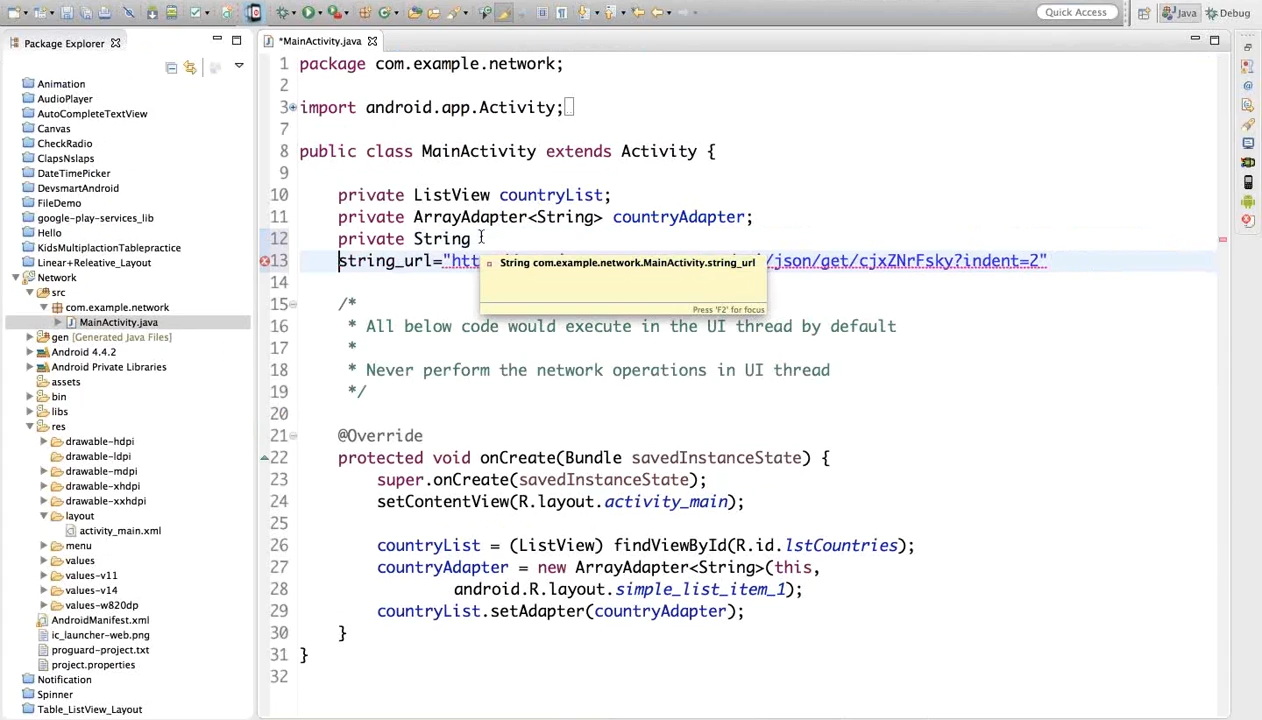 Quick Access
Java
Debug
Package Explorer
*MainActivity.java
Animation
AudioPlayer
AutoCompleteTextView
Canvas
CheckRadio
ClapsNslaps
DateTimePicker
DevsmartAndroid
FileDemo
google-play-services_lib
Hello
KidsMultiplactionTablepractice
Linear+Releative_Layout
Network
src
com.example.network
MainActivity.java
gen [Generated Java Files]
Android 4.4.2
Android Private Libraries
assets
bin
libs
res
drawable-hdpi
drawable-ldpi
drawable-mdpi
drawable-xhdpi
drawable-xxhdpi
layout
activity_main.xml
menu
values
values-v11
values-v14
values-w820dp
AndroidManifest.xml
ic_launcher-web.png
proguard-project.txt
project.properties
Notification
Spinner
Table_ListView_Layout
1 package com.example.network;
2
3 import android.app.Activity;
7
8 public class MainActivity extends Activity {
9
10 private ListView countryList;
11 private ArrayAdapter<String> countryAdapter;
12 private String
13 string_url="htt /json/get/cjxZNrFsky?indent=2"
String com.example.network.MainActivity.string_url
Press 'F2' for focus
14
15 /*
16 * All below code would execute in the UI thread by default
17 *
18 * Never perform the network operations in UI thread
19 */
20
21 @Override
22 protected void onCreate(Bundle savedInstanceState) {
23 super.onCreate(savedInstanceState);
24 setContentView(R.layout.activity_main);
25
26 countryList = (ListView) findViewById(R.id.lstCountries);
27 countryAdapter = new ArrayAdapter<String>(this,
28 android.R.layout.simple_list_item_1);
29 countryList.setAdapter(countryAdapter);
30 }
31 }
32